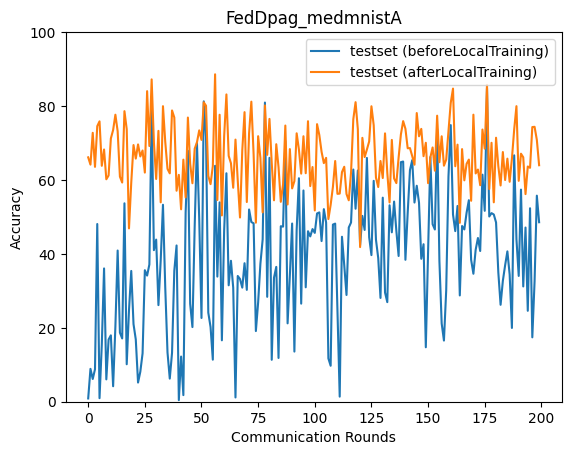 FedDpag_medmnistA
testset (beforeLocalTraining)
testset (afterLocalTraining)
Accuracy
100
80
60
40
20
0
0 25 50 75 100 125 150 175 200
Communication Rounds